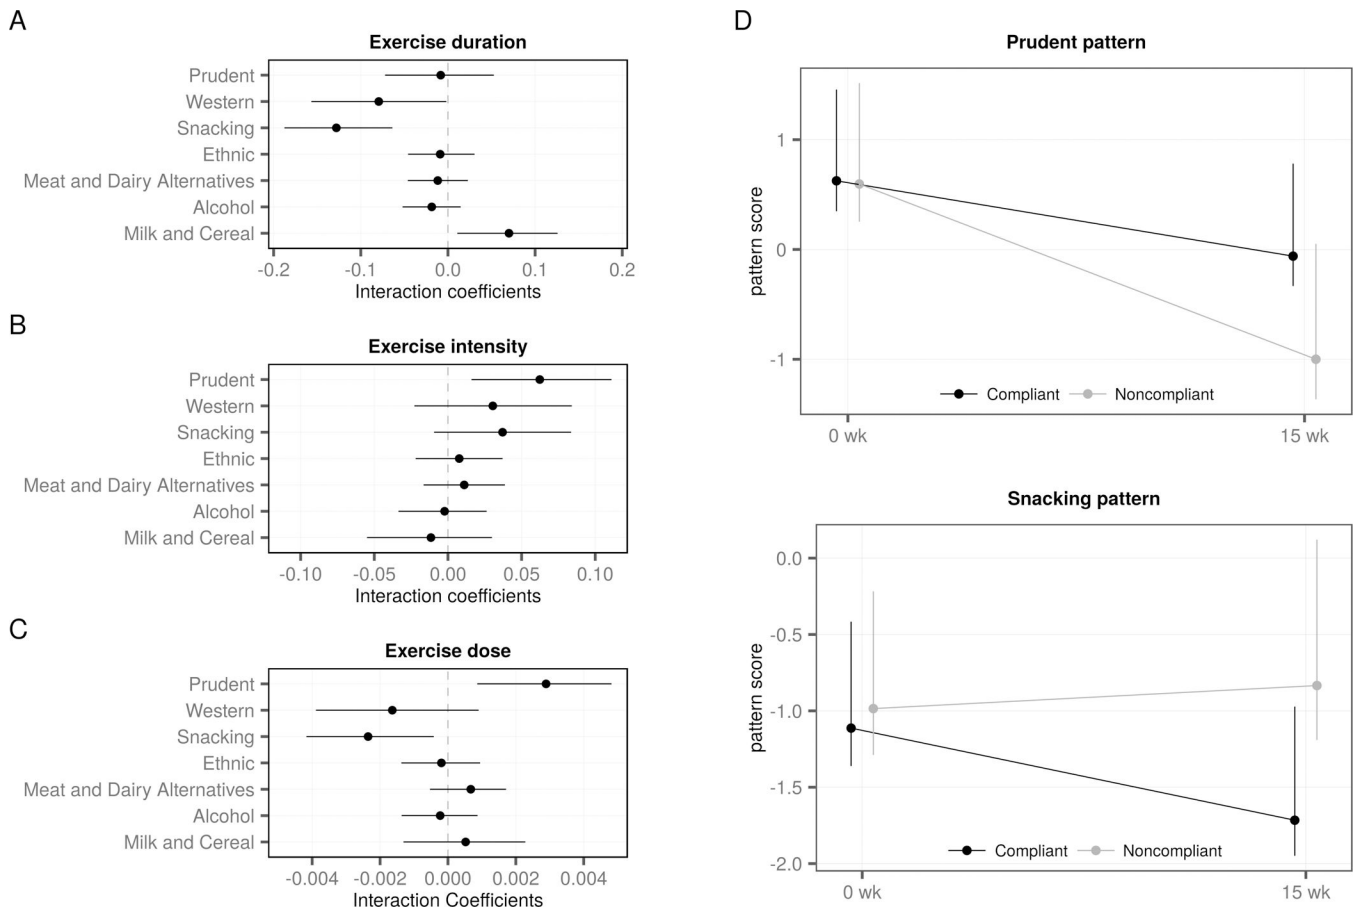 A
Exercise duration
Prudent
Western
Snacking
Ethnic
Meat and Dairy Alternatives
Alcohol
Milk and Cereal
-0.2 -0.1 0.0 0.1 0.2
Interaction coefficients
B
Exercise intensity
Prudent
Western
Snacking
Ethnic
Meat and Dairy Alternatives
Alcohol
Milk and Cereal
-0.10 -0.05 0.00 0.05 0.10
Interaction coefficients
C
Exercise dose
Prudent
Western
Snacking
Ethnic
Meat and Dairy Alternatives
Alcohol
Milk and Cereal
-0.004 -0.002 0.000 0.002 0.004
Interaction Coefficients
D
Prudent pattern
pattern score
1
0
-1
Compliant Noncompliant
0 wk 15 wk
Snacking pattern
pattern score
0.0
-0.5
-1.0
-1.5
-2.0
Compliant Noncompliant
0 wk 15 wk